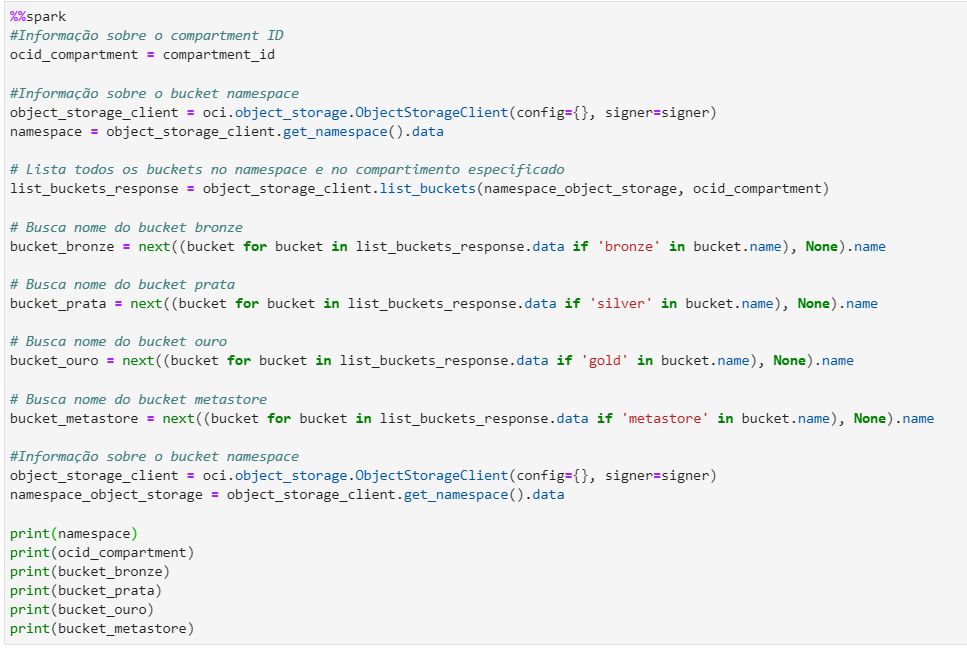 %%spark
#Informação sobre o compartment ID
ocid_compartment = compartment_id
#Informação sobre o bucket namespace
object_storage_client = oci.object_storage.ObjectStorageClient(config={}, signer=signer)
namespace = object_storage_client.get_namespace().data
# Lista todos os buckets no namespace e no compartimento especificado
list_buckets_response = object_storage_client.list_buckets(namespace_object_storage, ocid_compartment)
# Busca nome do bucket bronze
bucket_bronze = next((bucket for bucket in list_buckets_response.data if 'bronze' in bucket.name), None).name
# Busca nome do bucket prata
bucket_prata = next((bucket for bucket in list_buckets_response.data if 'silver' in bucket.name), None).name
# Busca nome do bucket ouro
bucket_ouro = next((bucket for bucket in list_buckets_response.data if 'gold' in bucket.name), None).name
# Busca nome do bucket metastore
bucket_metastore = next((bucket for bucket in list_buckets_response.data if 'metastore' in bucket.name), None).name
#Informação sobre o bucket namespace
object_storage_client = oci.object_storage.ObjectStorageClient(config={}, signer=signer)
namespace_object_storage = object_storage_client.get_namespace().data
print(namespace)
print(ocid_compartment)
print(bucket_bronze)
print(bucket_prata)
print(bucket_ouro)
print(bucket_metastore)